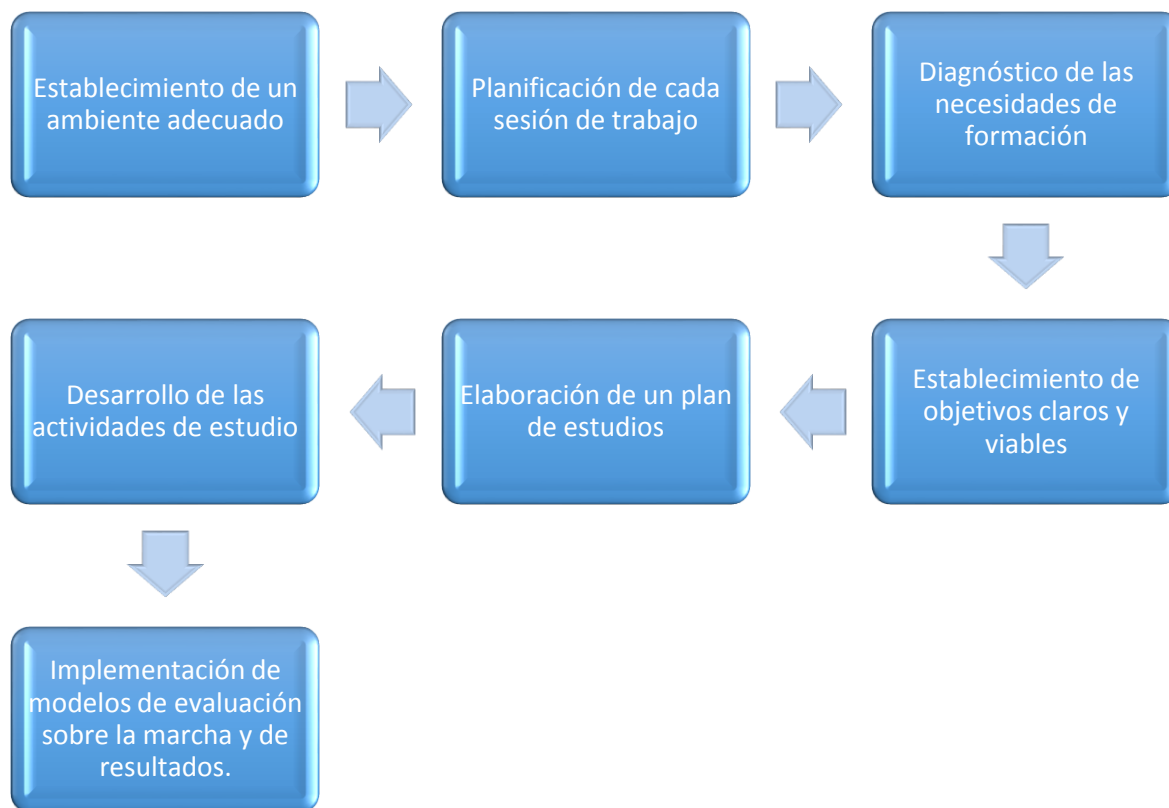 Establecimiento de un
ambiente adecuado
Planificación de cada
sesión de trabajo
Diagnóstico de las
necesidades de
formación
Establecimiento de
objetivos claros y
viables
Elaboración de un plan
de estudios
Desarrollo de las
actividades de estudio
Implementación de
modelos de evaluación
sobre la marcha y de
resultados.